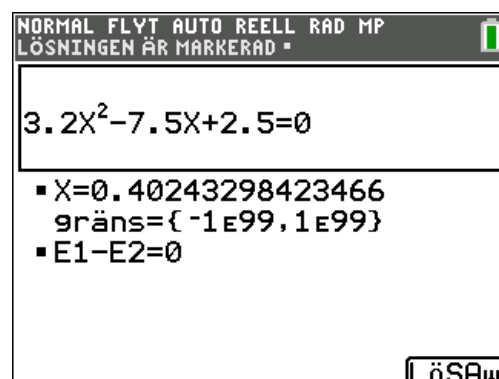 NORMAL FLYT AUTO REELL RAD MP
LÖSNINGEN ÄR MARKERAD ▪
3.2X²-7.5X+2.5=0
▪X=0.40243298423466
gräns={-1ᴇ99,1ᴇ99}
▪E1-E2=0